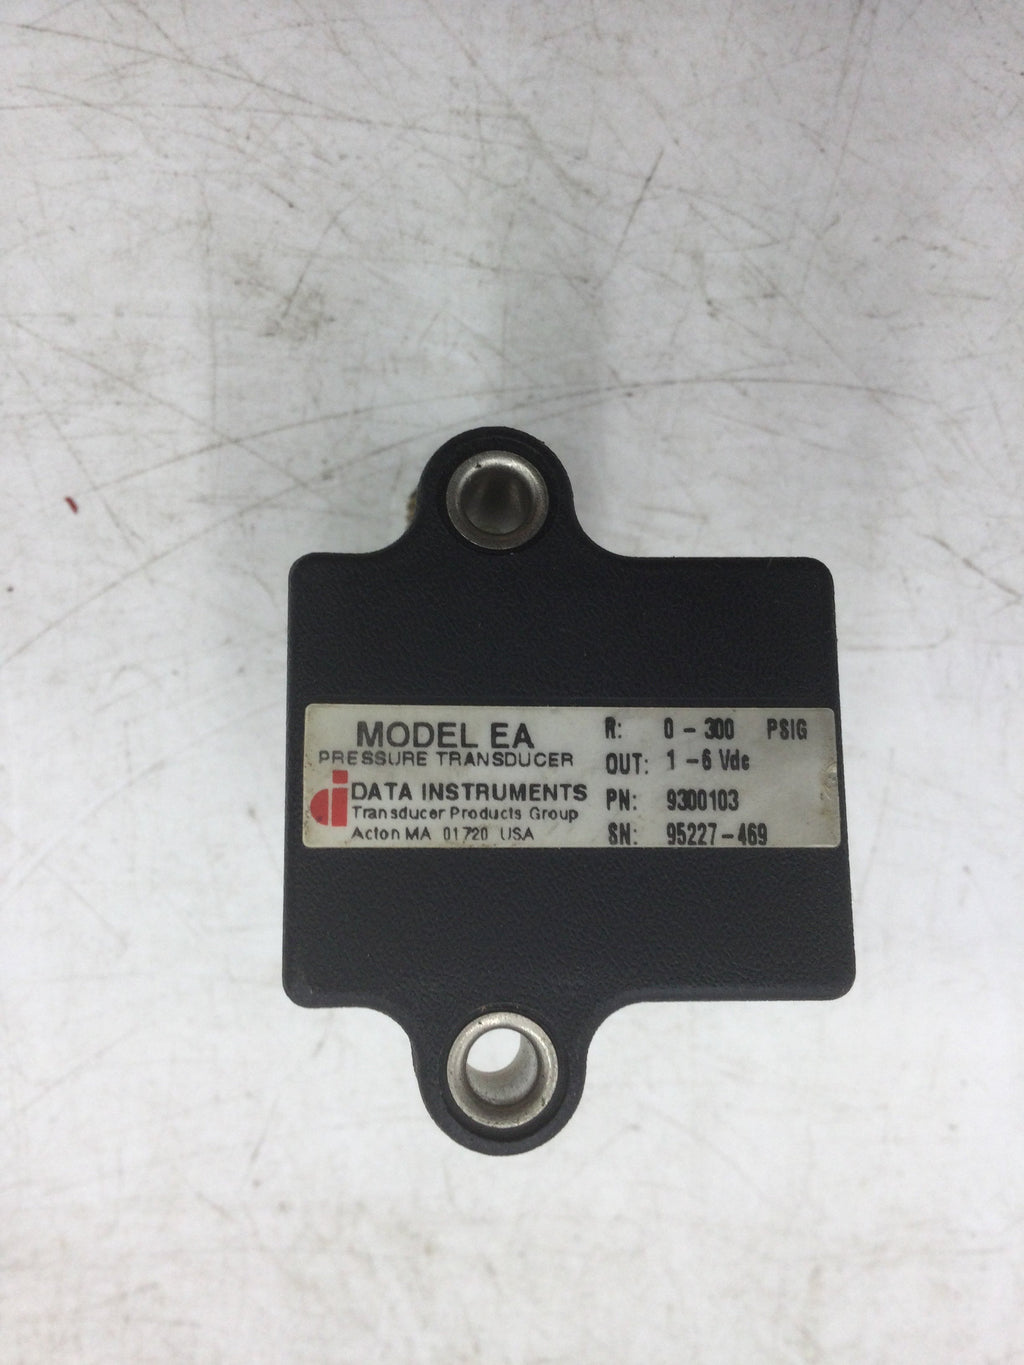 MODEL EA
PRESSURE TRANSDUCER
di DATA INSTRUMENTS
Transducer Products Group
Acton MA 01720 USA
R: 0 - 300 PSIG
OUT: 1 - 6 Vdc
PN: 9300103
SN: 95227-469